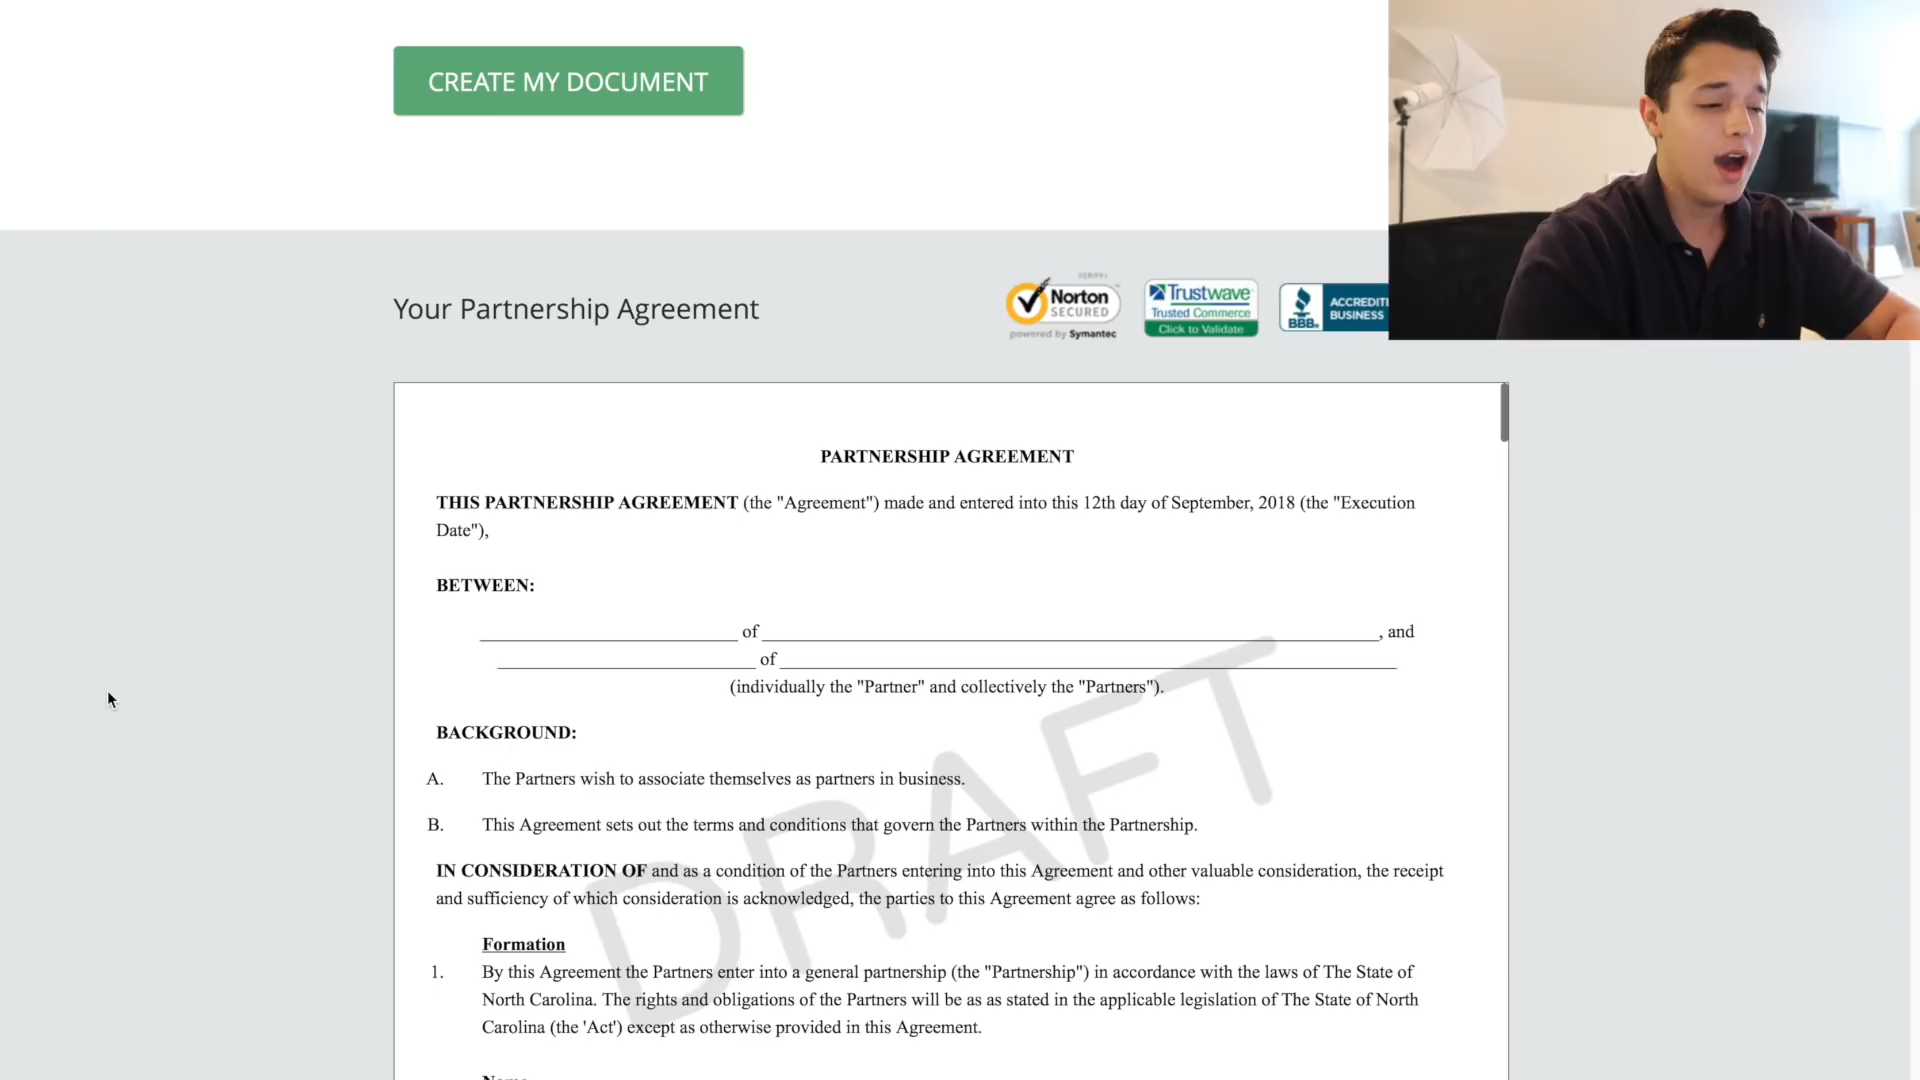 CREATE MY DOCUMENT
Your Partnership Agreement
VERIFY+
Norton
SECURED
powered by Symantec
Trustwave
Trusted Commerce
Click to Validate
BBB.
ACCREDIT
BUSINESS
PARTNERSHIP AGREEMENT
THIS PARTNERSHIP AGREEMENT (the "Agreement") made and entered into this 12th day of September, 2018 (the "Execution
Date"),
BETWEEN:
____ of ____, and
____ of ____
(individually the "Partner" and collectively the "Partners").
BACKGROUND:
A. The Partners wish to associate themselves as partners in business.
B. This Agreement sets out the terms and conditions that govern the Partners within the Partnership.
IN CONSIDERATION OF and as a condition of the Partners entering into this Agreement and other valuable consideration, the receipt
and sufficiency of which consideration is acknowledged, the parties to this Agreement agree as follows:
Formation
1. By this Agreement the Partners enter into a general partnership (the "Partnership") in accordance with the laws of The State of
North Carolina. The rights and obligations of the Partners will be as as stated in the applicable legislation of The State of North
Carolina (the 'Act') except as otherwise provided in this Agreement.
DRAFT